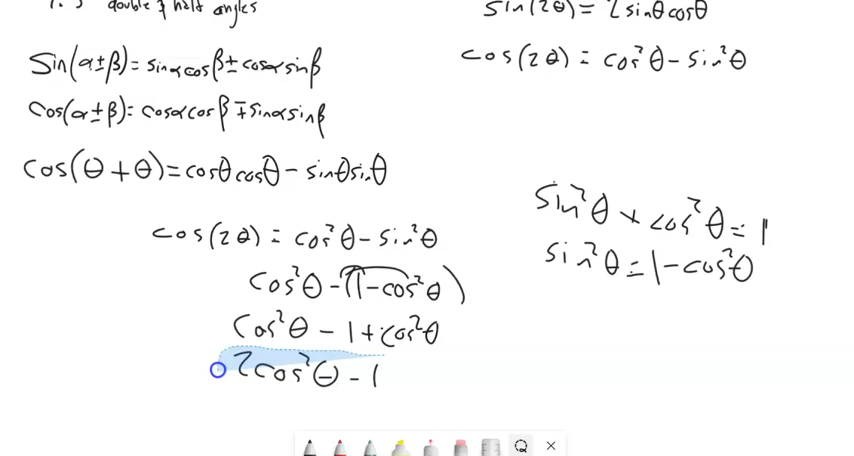 double & half angles
sin(α±β)=sinαcosβ±cosαsinβ
cos(α±β)=cosαcosβ∓sinαsinβ
cos(θ+θ)=cosθcosθ-sinθsinθ
cos(2θ)=cos²θ-sin²θ
cos²θ-(1-cos²θ)
cos²θ-1+cos²θ
2cos²θ-1
sin(2θ)=2sinθcosθ
cos(2θ)=cos²θ-sin²θ
sin²θ+cos²θ=1
sin²θ=1-cos²θ